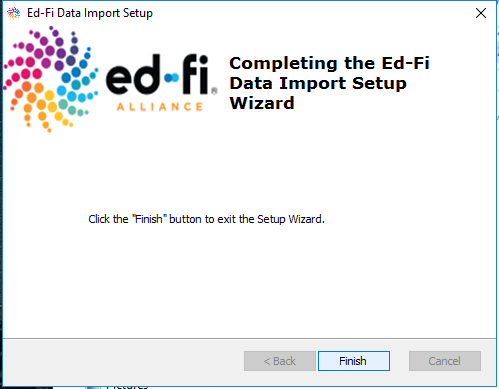 Ed-Fi Data Import Setup
ed-fi®
ALLIANCE
Completing the Ed-Fi
Data Import Setup
Wizard
Click the "Finish" button to exit the Setup Wizard.
< Back
Finish
Cancel
Pictures